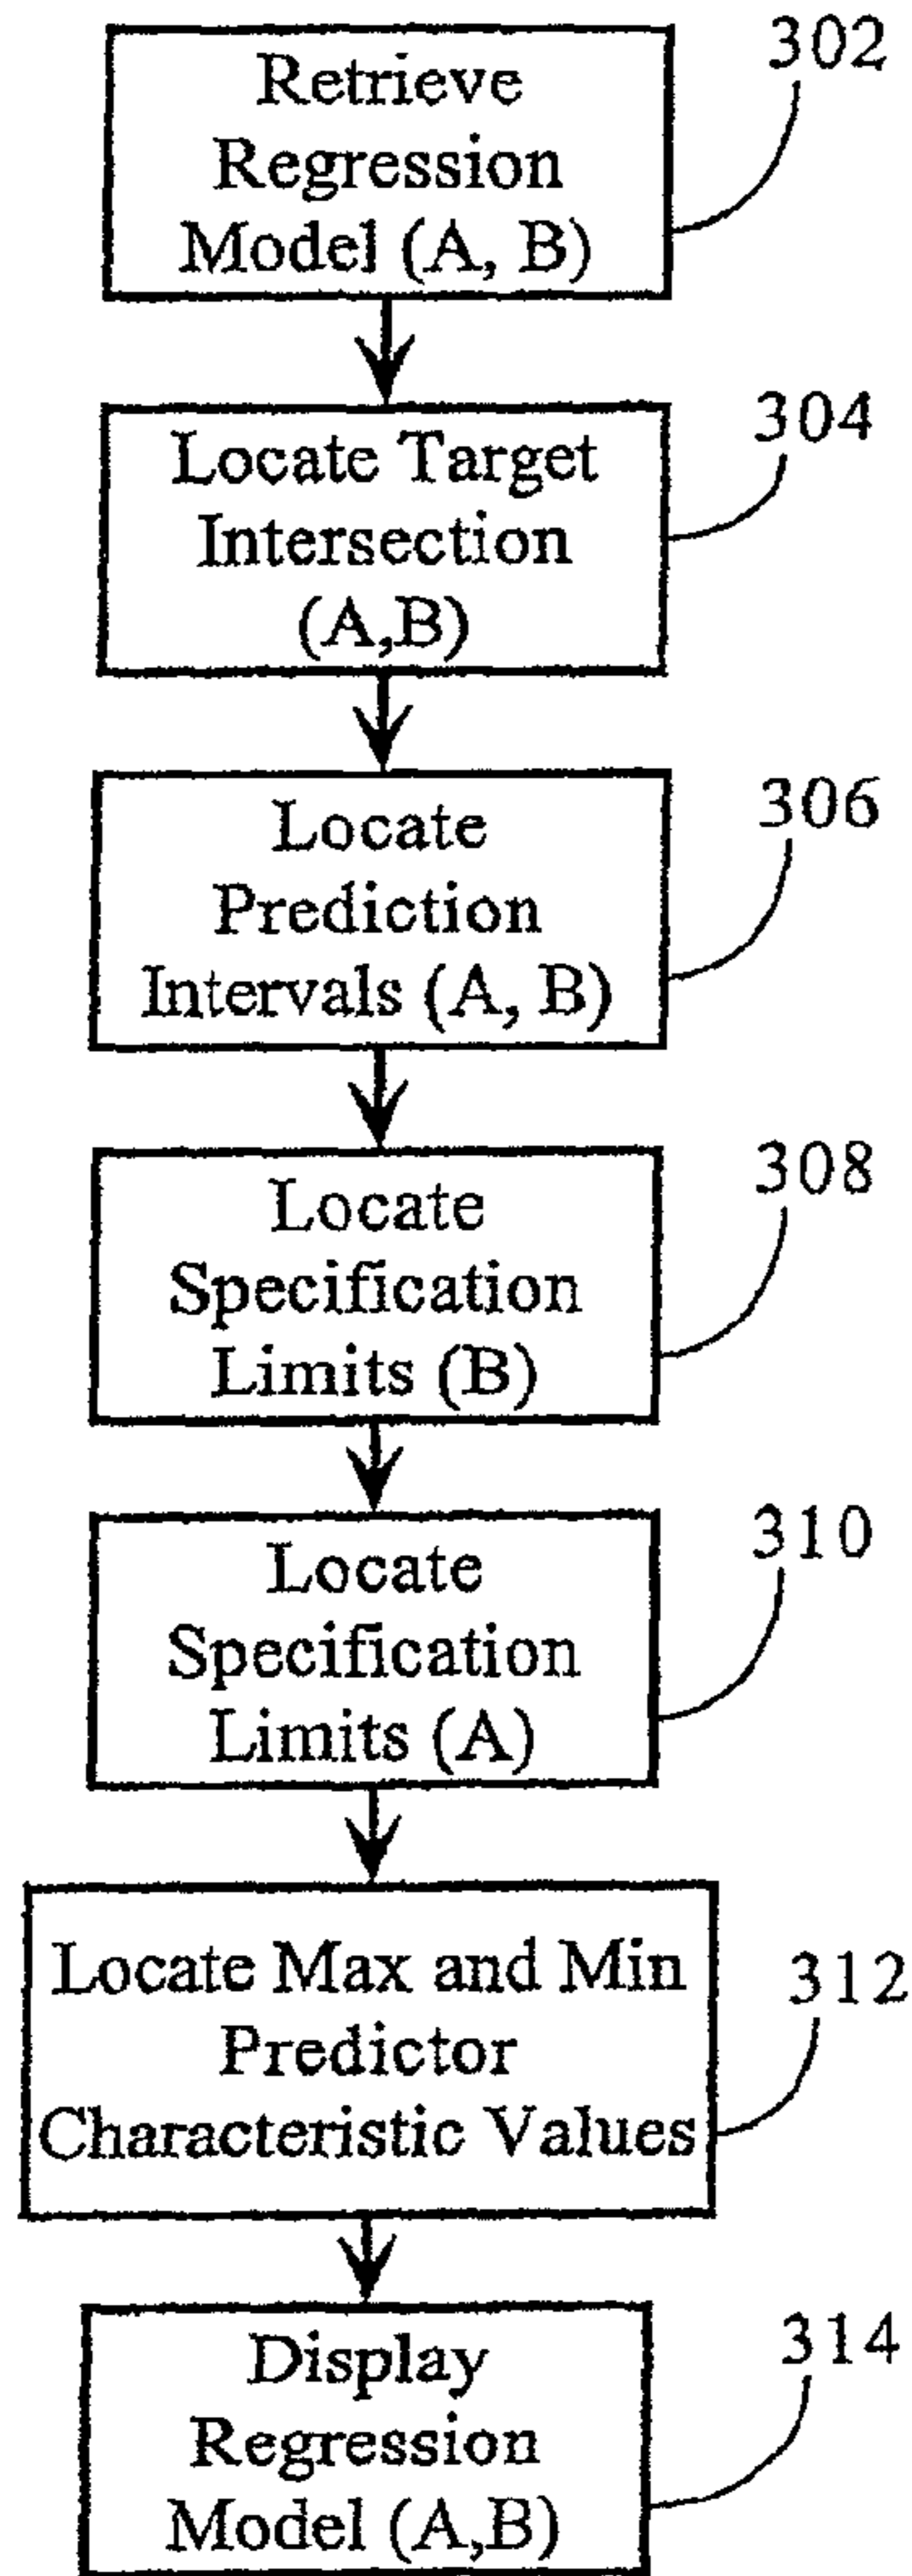 302
Retrieve
Regression
Model (A, B)
304
Locate Target
Intersection
(A,B)
306
Locate
Prediction
Intervals (A, B)
308
Locate
Specification
Limits (B)
310
Locate
Specification
Limits (A)
312
Locate Max and Min
Predictor
Characteristic Values
314
Display
Regression
Model (A,B)